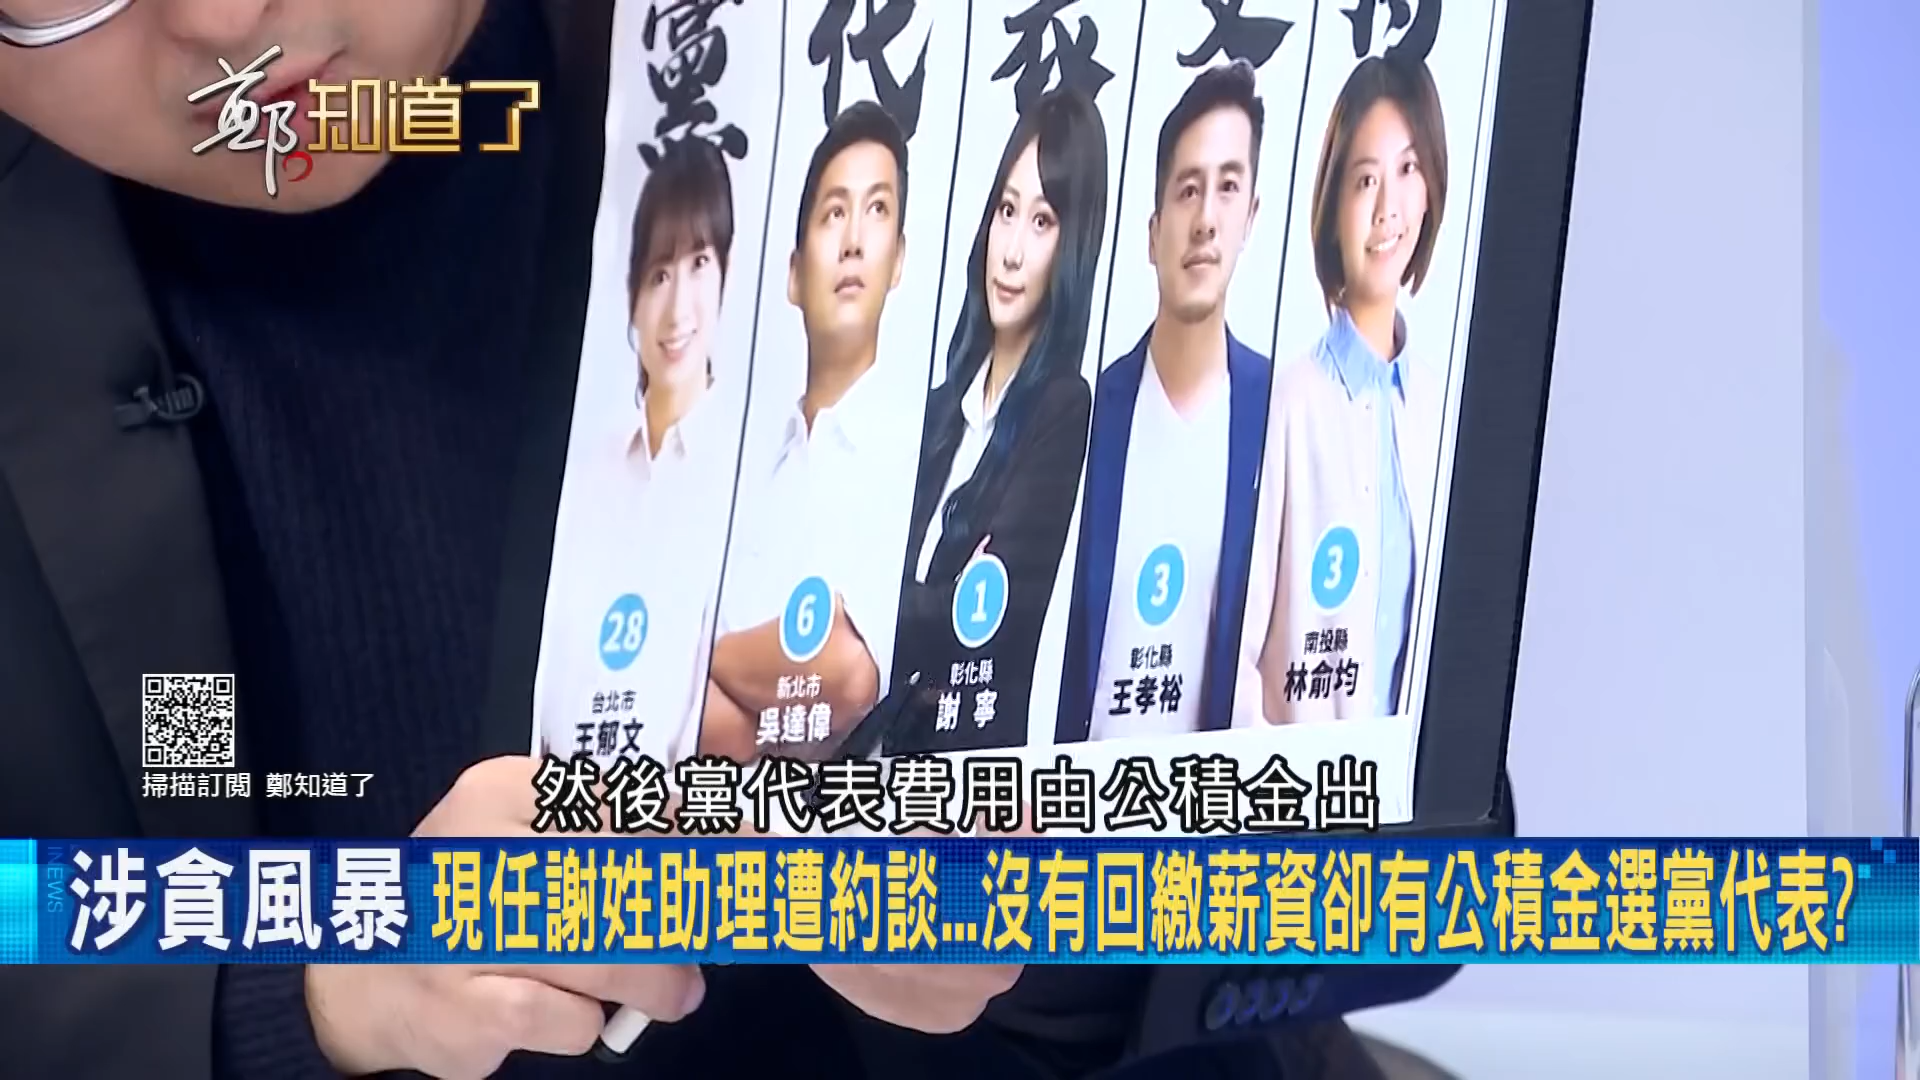 黨代表
鄭知道了
28
台北市
王郁文
6
新北市
吳達偉
1
彰化縣
謝 寧
3
彰化縣
王孝裕
3
南投縣
林俞均
掃描訂閱 鄭知道了
然後黨代表費用由公積金出
INEWS
涉貪風暴
現任謝姓助理遭約談...沒有回繳薪資卻有公積金選黨代表?